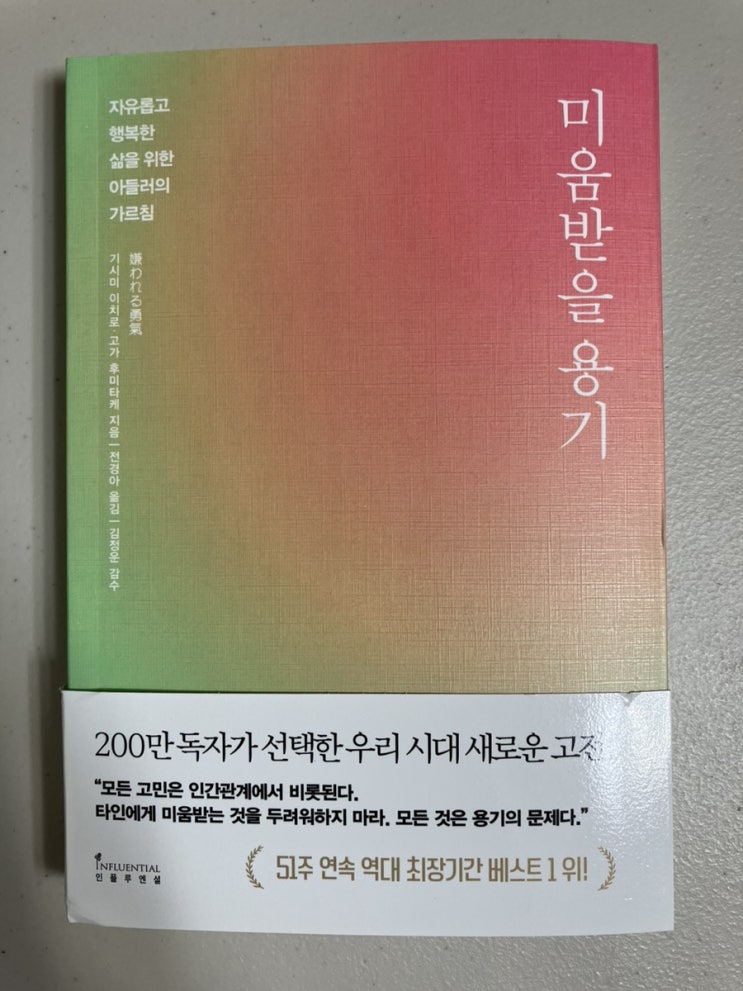 미움받을 용기
자유롭고
행복한
삶을 위한
아들러의
가르침
嫌われる勇氣
기시미 이치로·고가 후미타케 지음ㅣ전경아 옮김ㅣ김정운 감수
200만 독자가 선택한 우리 시대 새로운 고전
“모든 고민은 인간관계에서 비롯된다.
타인에게 미움받는 것을 두려워하지 마라. 모든 것은 용기의 문제다.”
INFLUENTIAL
인플루엔셜
51주 연속 역대 최장기간 베스트 1위!